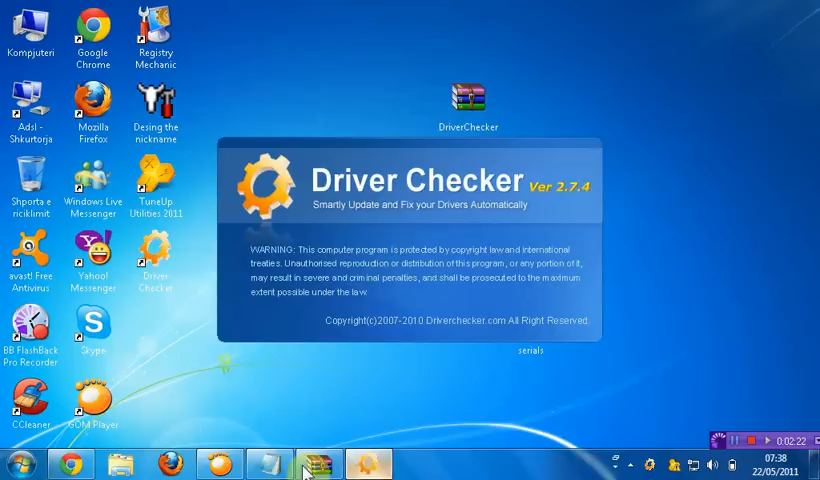 Kompjuteri
Google
Chrome
Registry
Mechanic
Adsl -
Shkurtorja
Mozilla
Firefox
Desing the
nickname
DriverChecker
Shporta e
riciklimit
Windows Live
Messenger
TuneUp
Utilities 2011
avast! Free
Antivirus
Yahoo!
Messenger
Driver
Checker
BB FlashBack
Pro Recorder
Skype
CCleaner
GOM Player
Driver Checker Ver 2.7.4
Smartly Update and Fix your Drivers Automatically
WARNING: This computer program is protected by copyright law and international
treaties. Unauthorised reproduction or distribution of this program, or any portion of it,
may result in severe and criminal penalties, and shall be prosecuted to the maximum
extent possible under the law.
Copyright(c)2007-2010 Driverchecker.com All Right Reserved
serials
0:02:22
07:38
22/05/2011